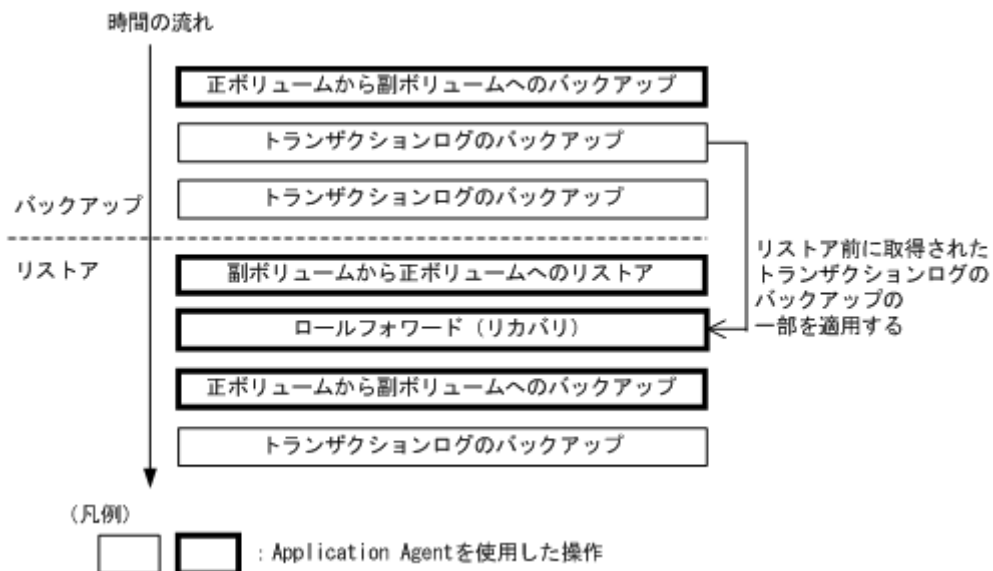 時間の流れ
正ボリュームから副ボリュームへのバックアップ
トランザクションログのバックアップ
トランザクションログのバックアップ
バックアップ
リストア
副ボリュームから正ボリュームへのリストア
リストア前に取得された
トランザクションログの
バックアップの
一部を適用する
ロールフォワード（リカバリ）
正ボリュームから副ボリュームへのバックアップ
トランザクションログのバックアップ
（凡例）
：Application Agentを使用した操作